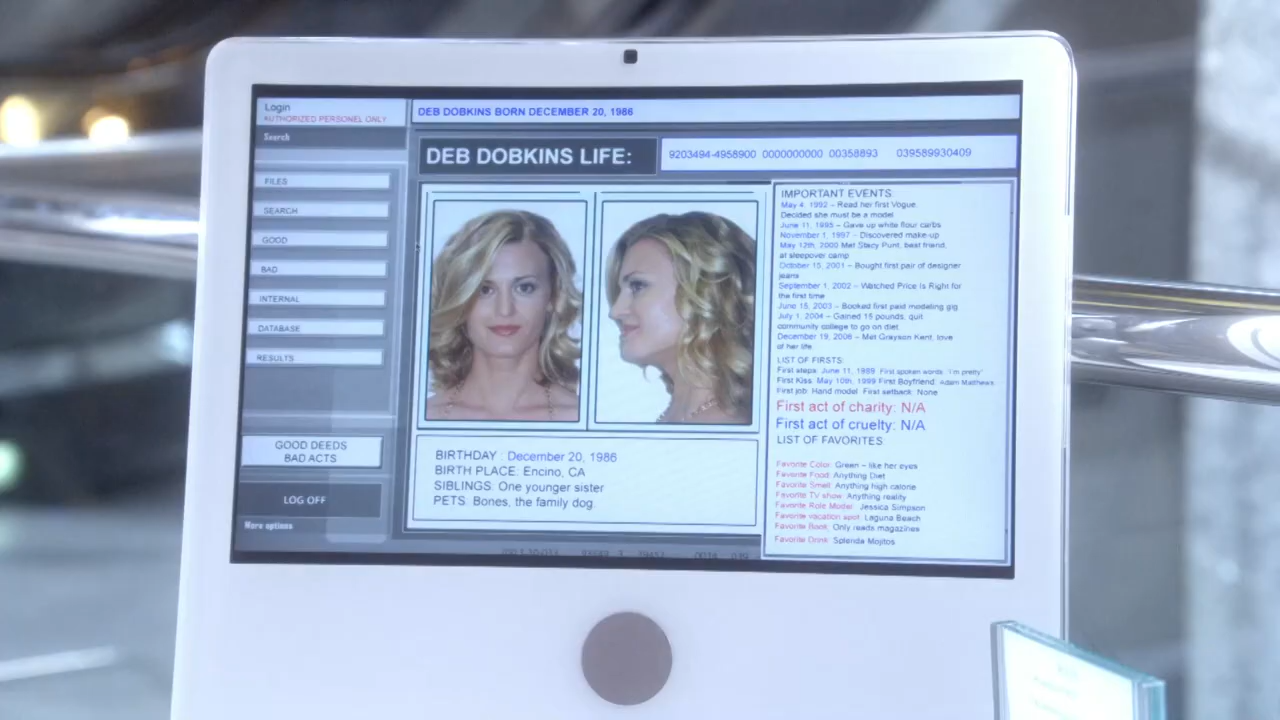 Login
AUTHORIZED PERSONEL ONLY
Search
FILES
SEARCH
GOOD
BAD
INTERNAL
DATABASE
RESULTS
GOOD DEEDS
BAD ACTS
LOG OFF
More options
DEB DOBKINS BORN DECEMBER 20, 1986
DEB DOBKINS LIFE:
9203494-4958900 0000000000 00358893 039589930409
BIRTHDAY : December 20, 1986
BIRTH PLACE: Encino, CA
SIBLINGS: One younger sister
PETS: Bones, the family dog
IMPORTANT EVENTS:
May 4, 1992 – Read her first Vogue.
Decided she must be a model
June 11, 1995 – Gave up white flour carbs
November 1, 1997 – Discovered make-up
May 12th, 2000 Met Stacy Punt, best friend,
at sleepover camp
October 15, 2001 – Bought first pair of designer
jeans
September 1, 2002 – Watched Price Is Right for
the first time
June 15, 2003 – Booked first paid modeling gig
July 1, 2004 – Gained 15 pounds, quit
community college to go on diet
December 19, 2006 – Met Grayson Kent, love
of her life
LIST OF FIRSTS:
First steps: June 11, 1989 First spoken words: "I'm pretty"
First Kiss: May 10th, 1999 First Boyfriend: Adam Matthews
First job: Hand model First setback: None
First act of charity: N/A
First act of cruelty: N/A
LIST OF FAVORITES:
Favorite Color: Green – like her eyes
Favorite Food: Anything Diet
Favorite Smell: Anything high calorie
Favorite TV show: Anything reality
Favorite Role Model: Jessica Simpson
Favorite vacation spot: Laguna Beach
Favorite Book: Only reads magazines
Favorite Drink: Splenda Mojitos